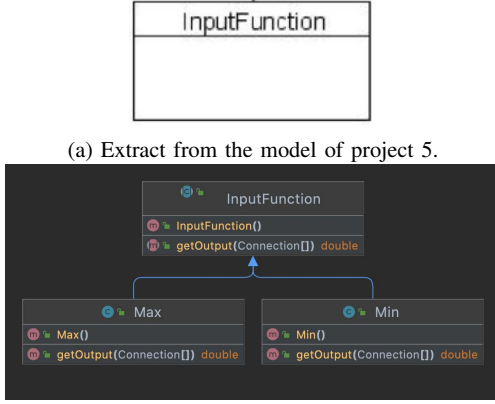 InputFunction
(a) Extract from the model of project 5.
InputFunction
InputFunction()
getOutput(Connection[]) double
Max Min
Max() Min()
getOutput(Connection[]) double getOutput(Connection[]) double